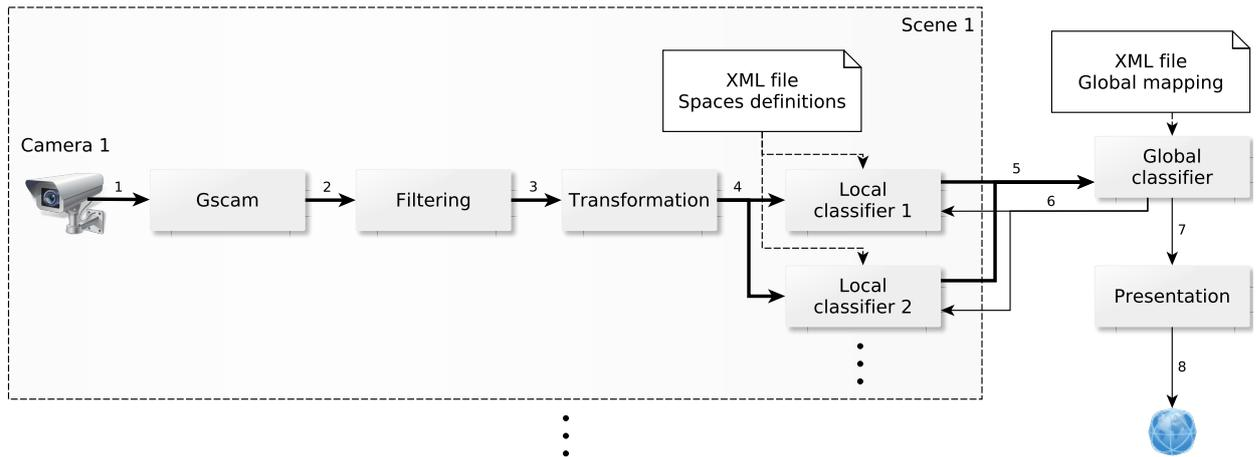 Scene 1
XML file
Spaces definitions
XML file
Global mapping
Camera 1
1
Gscam
2
Filtering
3
Transformation
4
Local
classifier 1
5
6
Global
classifier
7
Local
classifier 2
Presentation
8